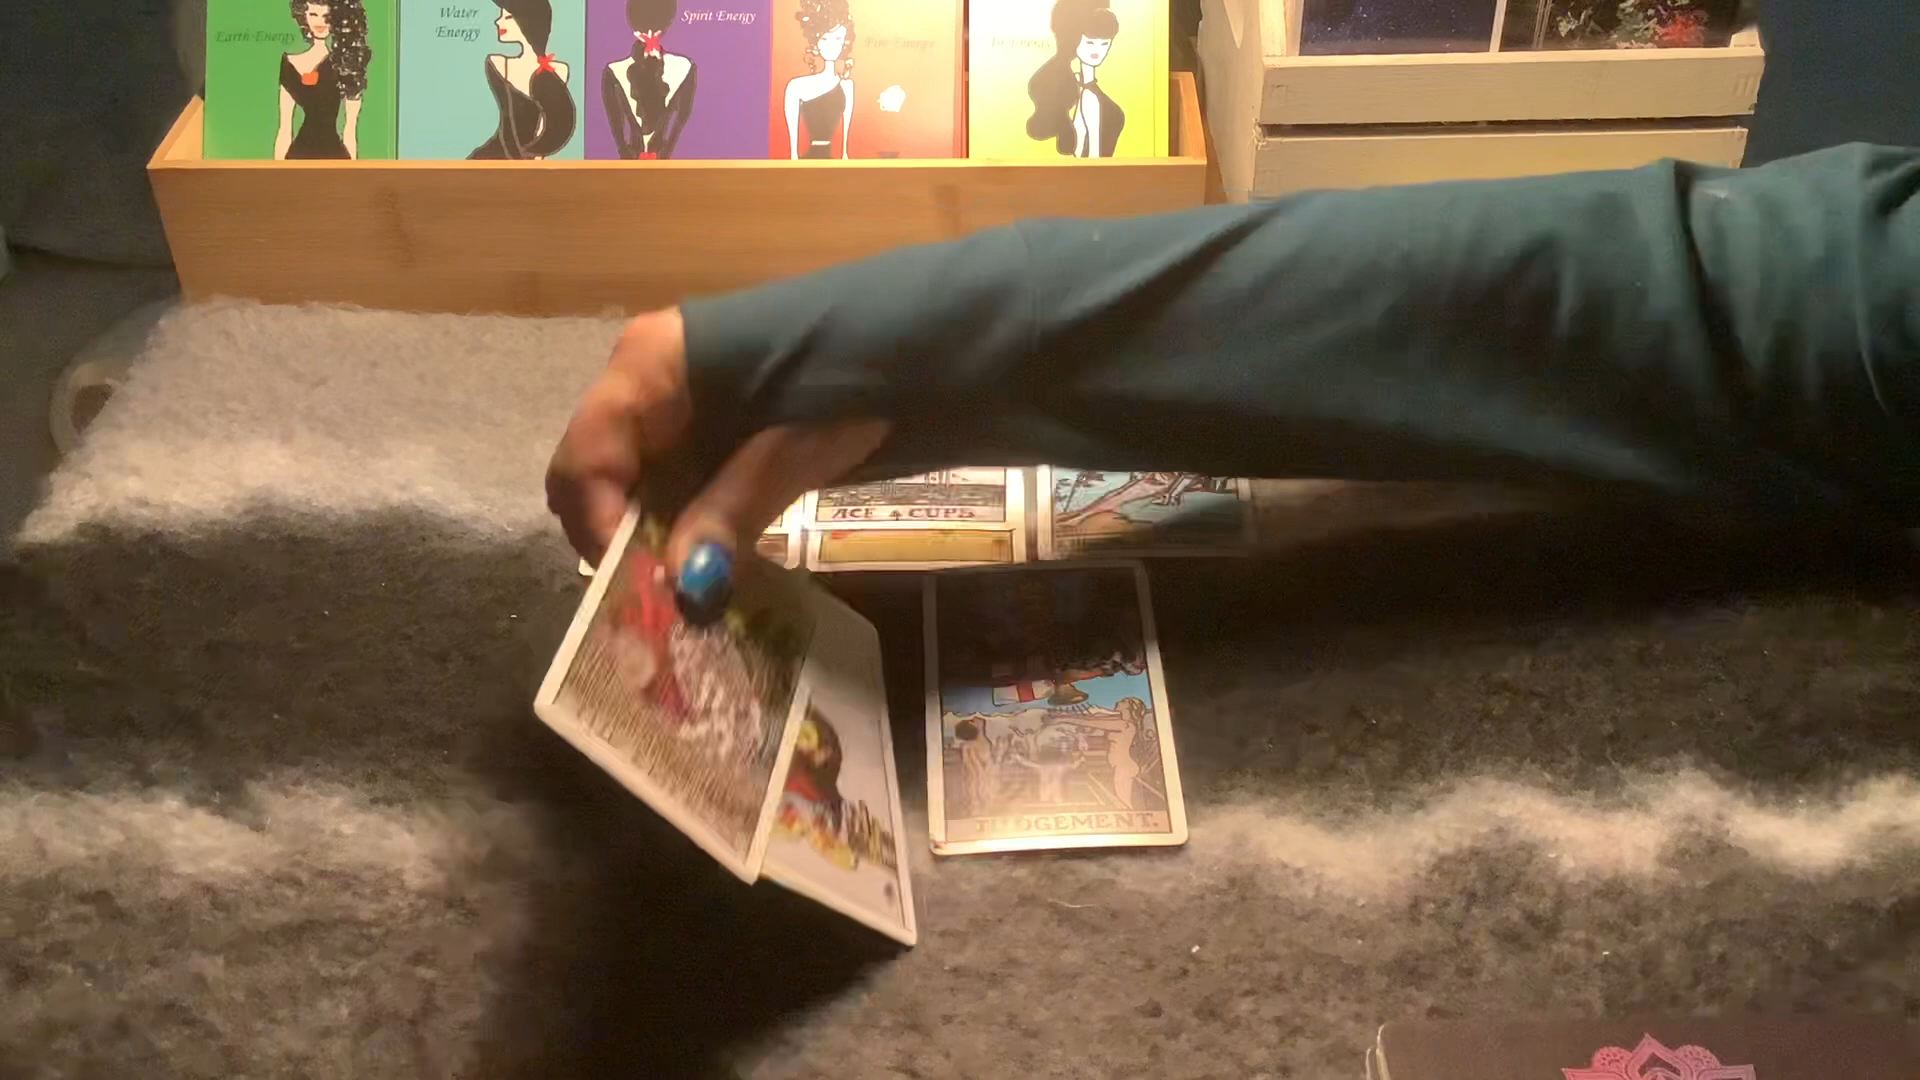 Earth Energy
Water
Energy
Spirit Energy
Fire Energy
ACE of CUPS
JUDGEMENT.